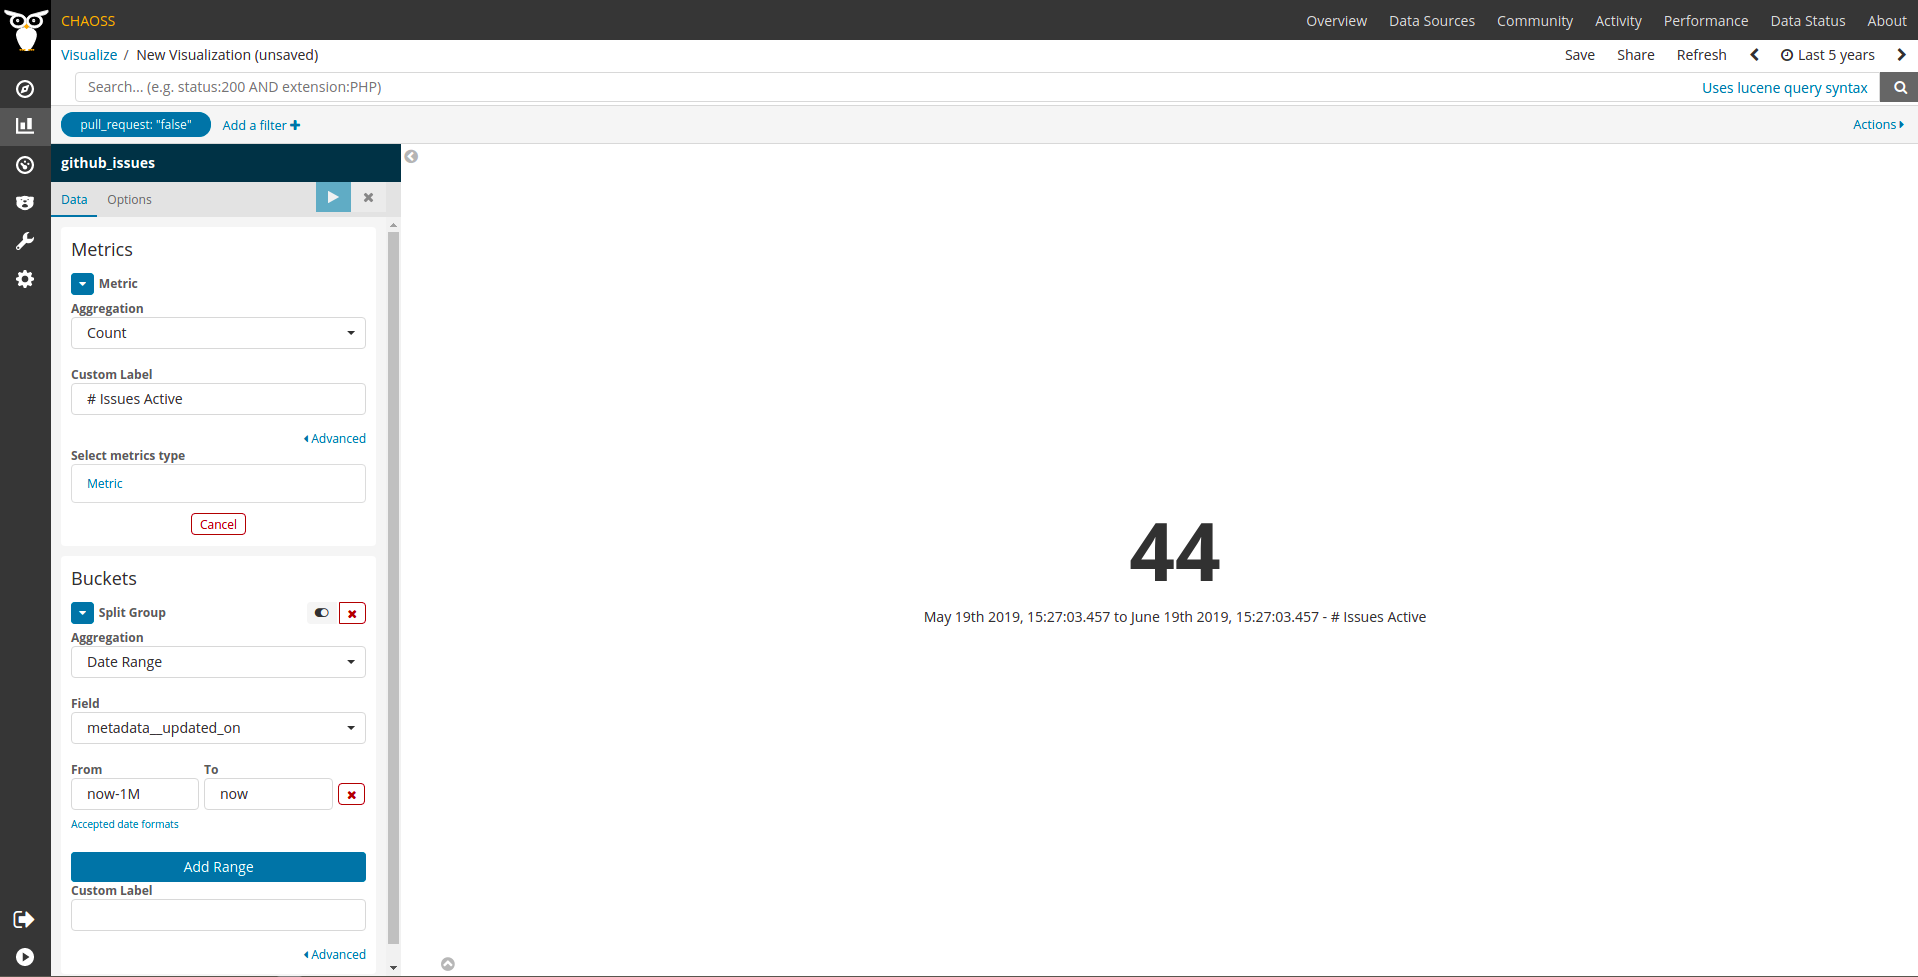 CHAOSS
Overview Data Sources Community Activity Performance Data Status About
Visualize / New Visualization (unsaved)
Save Share Refresh Last 5 years
Search... (e.g. status:200 AND extension:PHP)
Uses lucene query syntax
pull_request: "false"
Add a filter
Actions
github_issues
Data Options
Metrics
Metric
Aggregation
Count
Custom Label
# Issues Active
Advanced
Select metrics type
Metric
Cancel
Buckets
Split Group
Aggregation
Date Range
Field
metadata__updated_on
From To
now-1M now
Accepted date formats
Add Range
Custom Label
Advanced
44
May 19th 2019, 15:27:03.457 to June 19th 2019, 15:27:03.457 - # Issues Active